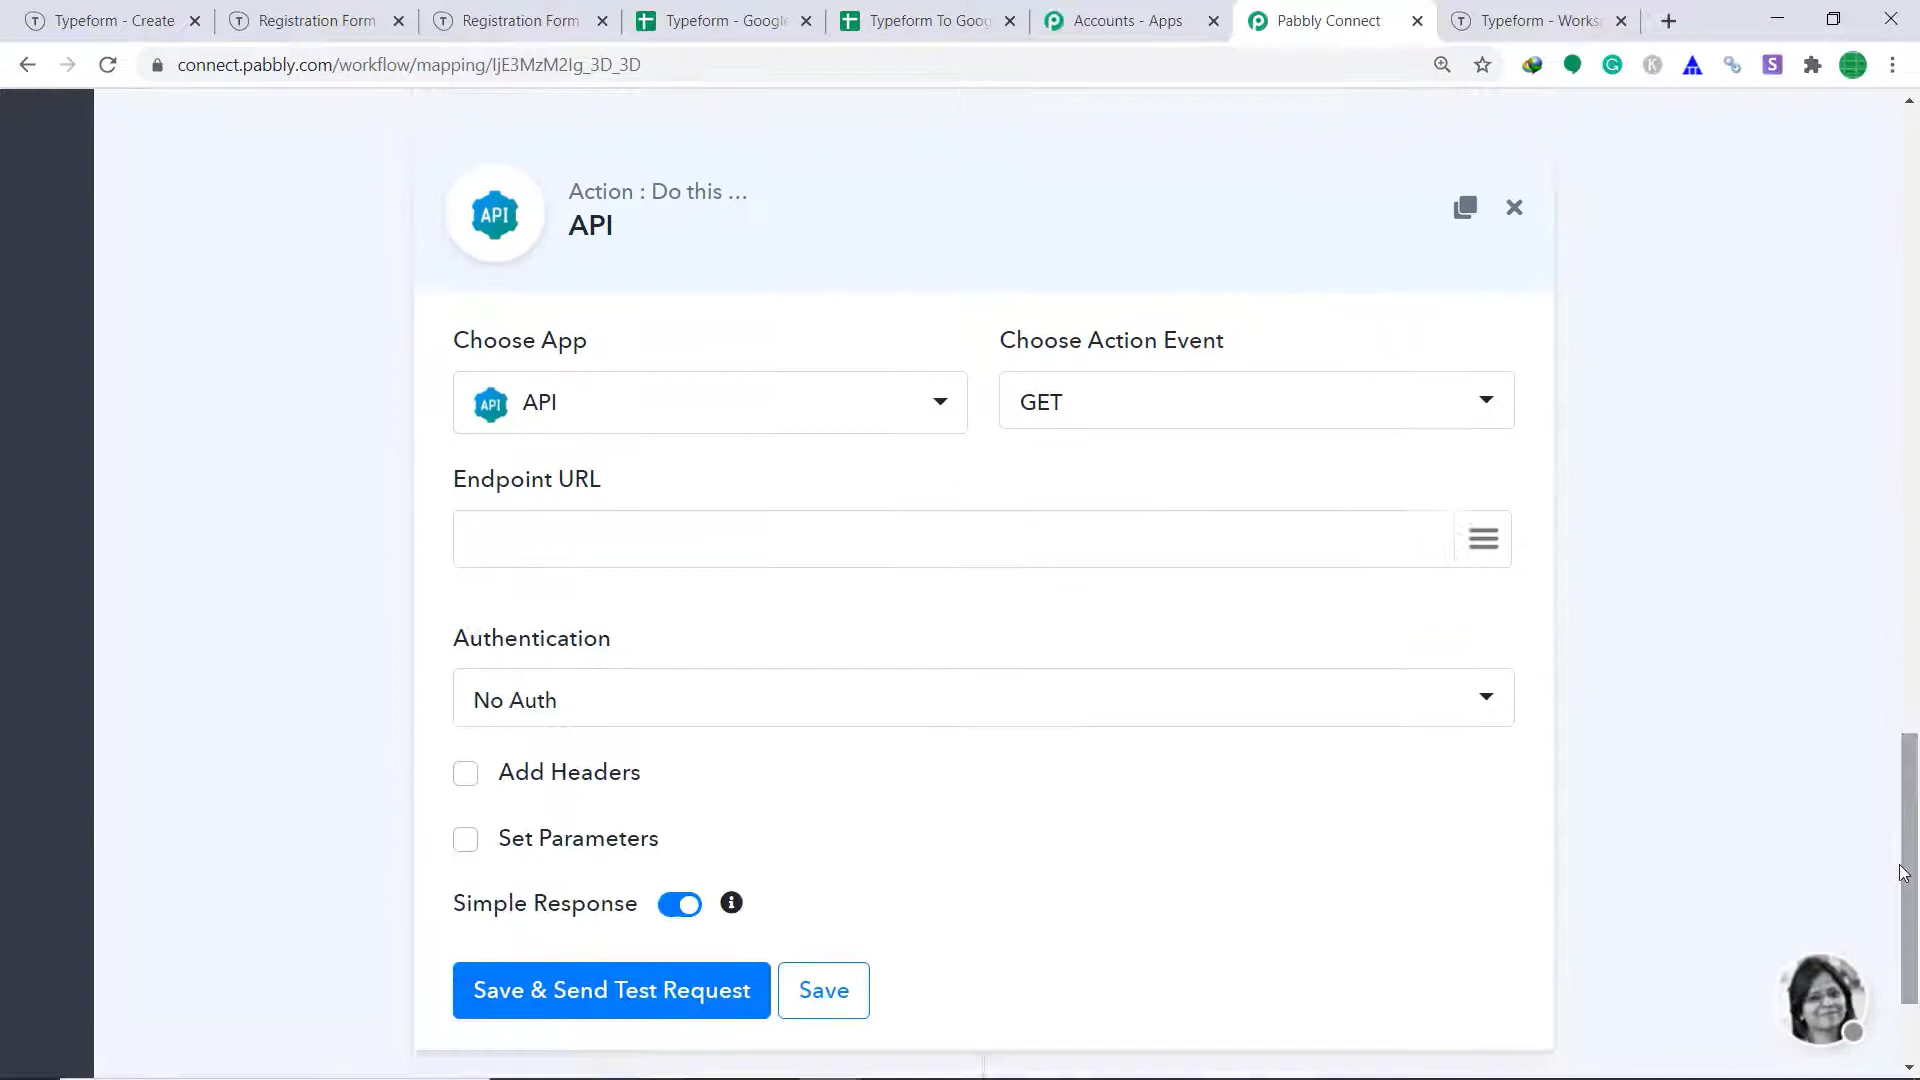 Typeform - Create
Registration Form
Registration Form
Typeform - Google
Typeform To Goog
Accounts - Apps
Pabbly Connect
Typeform - Works
connect.pabbly.com/workflow/mapping/IjE3MzM2Ig_3D_3D
API
Action : Do this ...
API
Choose App
Choose Action Event
API
API
GET
Endpoint URL
Authentication
No Auth
Add Headers
Set Parameters
Simple Response
Save & Send Test Request
Save